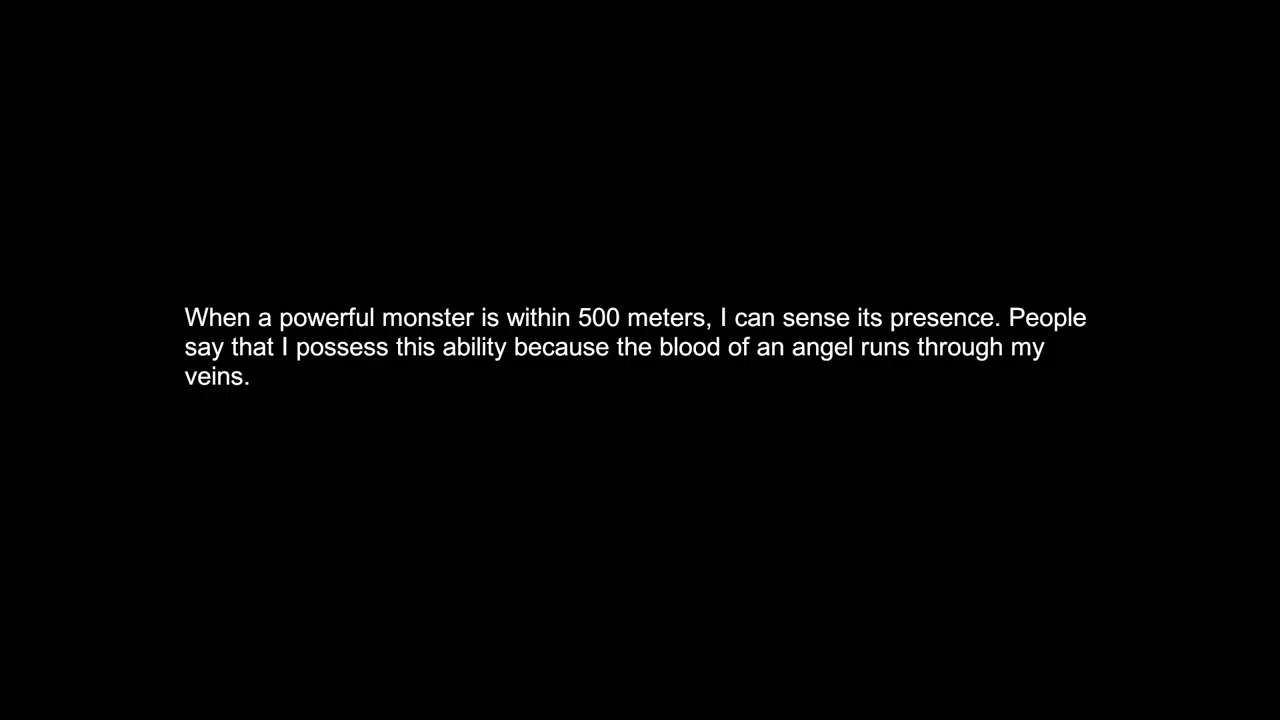 When a powerful monster is within 500 meters, I can sense its presence. People
say that I possess this ability because the blood of an angel runs through my
veins.